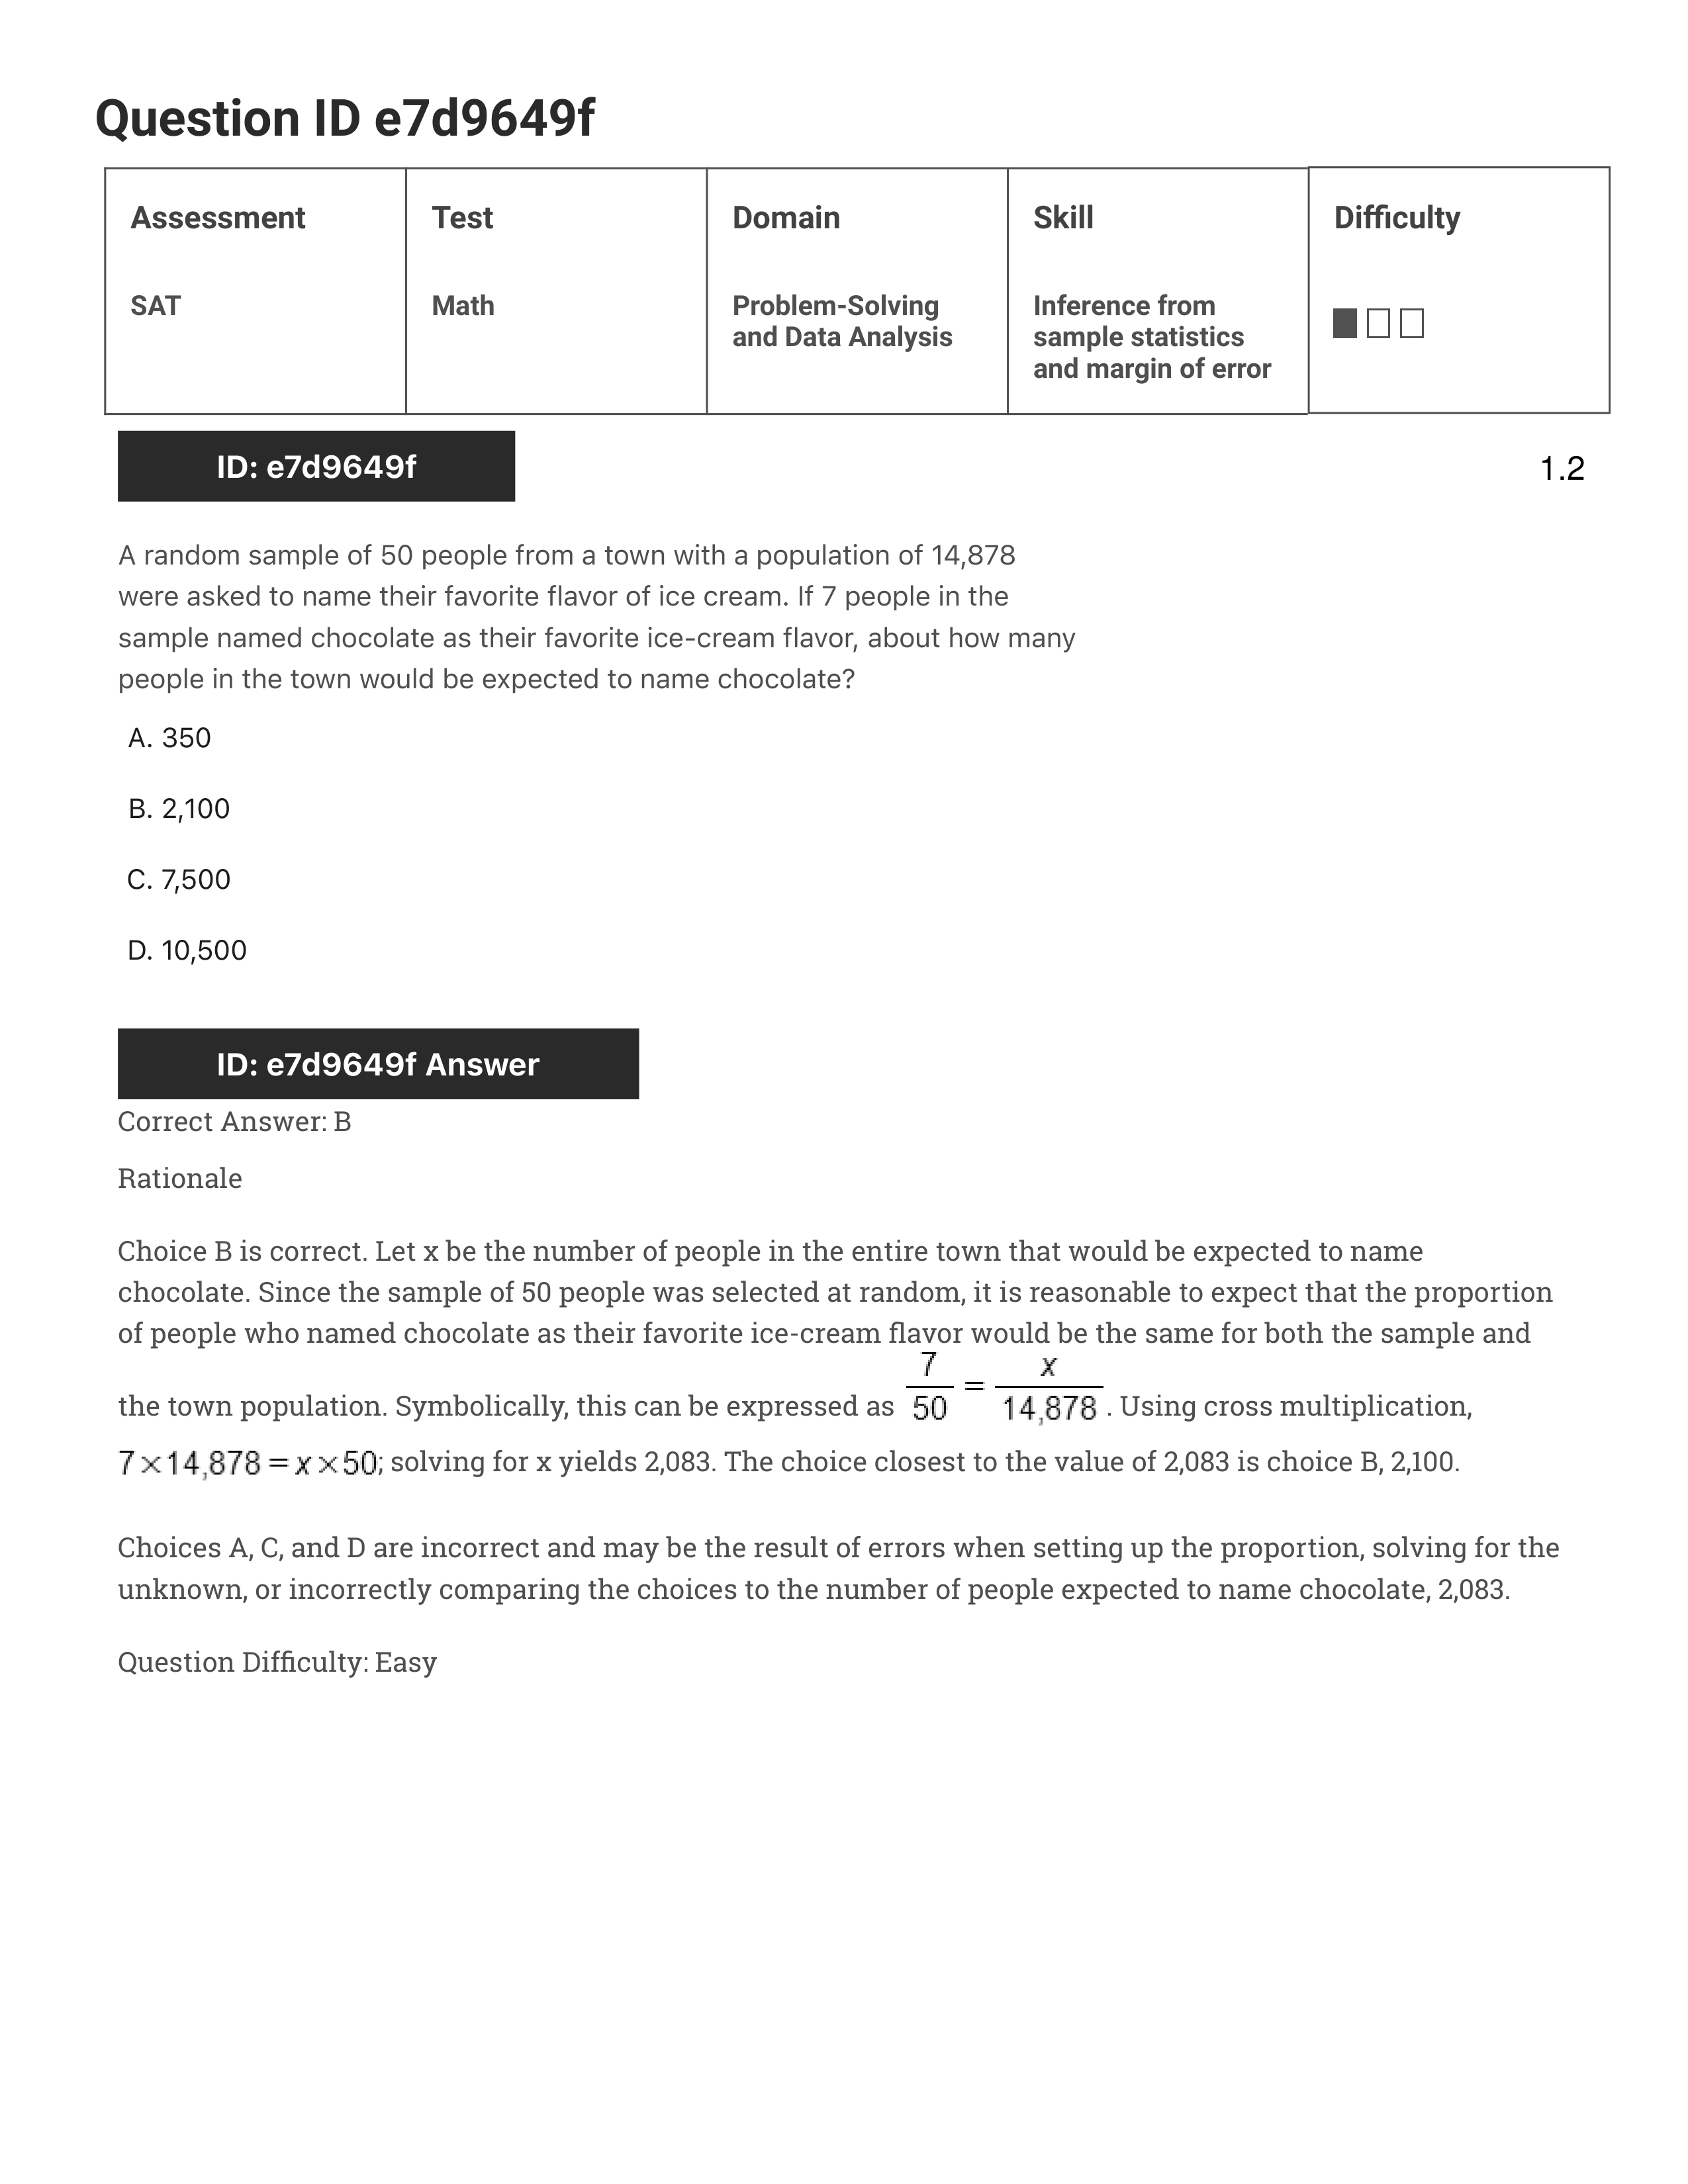 Question ID e7d9649f
Assessment
Test
Domain
Skill
Difficulty
SAT
Math
Problem-Solving
and Data Analysis
Inference from
sample statistics
and margin of error
ID: e7d9649f
1.2
A random sample of 50 people from a town with a population of 14,878
were asked to name their favorite flavor of ice cream. If 7 people in the
sample named chocolate as their favorite ice-cream flavor, about how many
people in the town would be expected to name chocolate?
A. 350
B. 2,100
C. 7,500
D. 10,500
ID: e7d9649f Answer
Correct Answer: B
Rationale
Choice B is correct. Let x be the number of people in the entire town that would be expected to name
chocolate. Since the sample of 50 people was selected at random, it is reasonable to expect that the proportion
of people who named chocolate as their favorite ice-cream flavor would be the same for both the sample and
the town population. Symbolically, this can be expressed as 7/50 = x/14,878 . Using cross multiplication,
7×14,878 = x×50; solving for x yields 2,083. The choice closest to the value of 2,083 is choice B, 2,100.
Choices A, C, and D are incorrect and may be the result of errors when setting up the proportion, solving for the
unknown, or incorrectly comparing the choices to the number of people expected to name chocolate, 2,083.
Question Difficulty: Easy